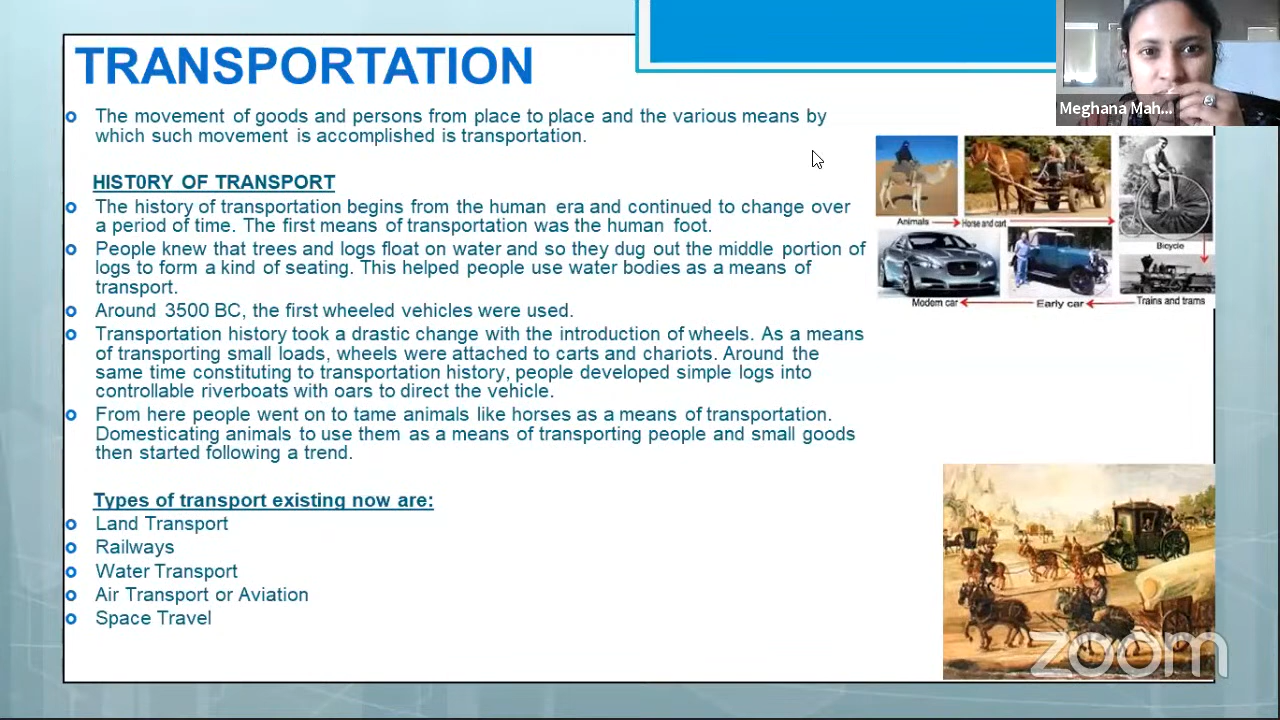 TRANSPORTATION
The movement of goods and persons from place to place and the various means by
which such movement is accomplished is transportation.
HIST0RY OF TRANSPORT
The history of transportation begins from the human era and continued to change over
a period of time. The first means of transportation was the human foot.
People knew that trees and logs float on water and so they dug out the middle portion of
logs to form a kind of seating. This helped people use water bodies as a means of
transport.
Around 3500 BC, the first wheeled vehicles were used.
Transportation history took a drastic change with the introduction of wheels. As a means
of transporting small loads, wheels were attached to carts and chariots. Around the
same time constituting to transportation history, people developed simple logs into
controllable riverboats with oars to direct the vehicle.
From here people went on to tame animals like horses as a means of transportation.
Domesticating animals to use them as a means of transporting people and small goods
then started following a trend.
Types of transport existing now are:
Land Transport
Railways
Water Transport
Air Transport or Aviation
Space Travel
Meghana Mah...
Animals
Horse and cart
Bicycle
Modern car
Early car
Trains and trams
zoom